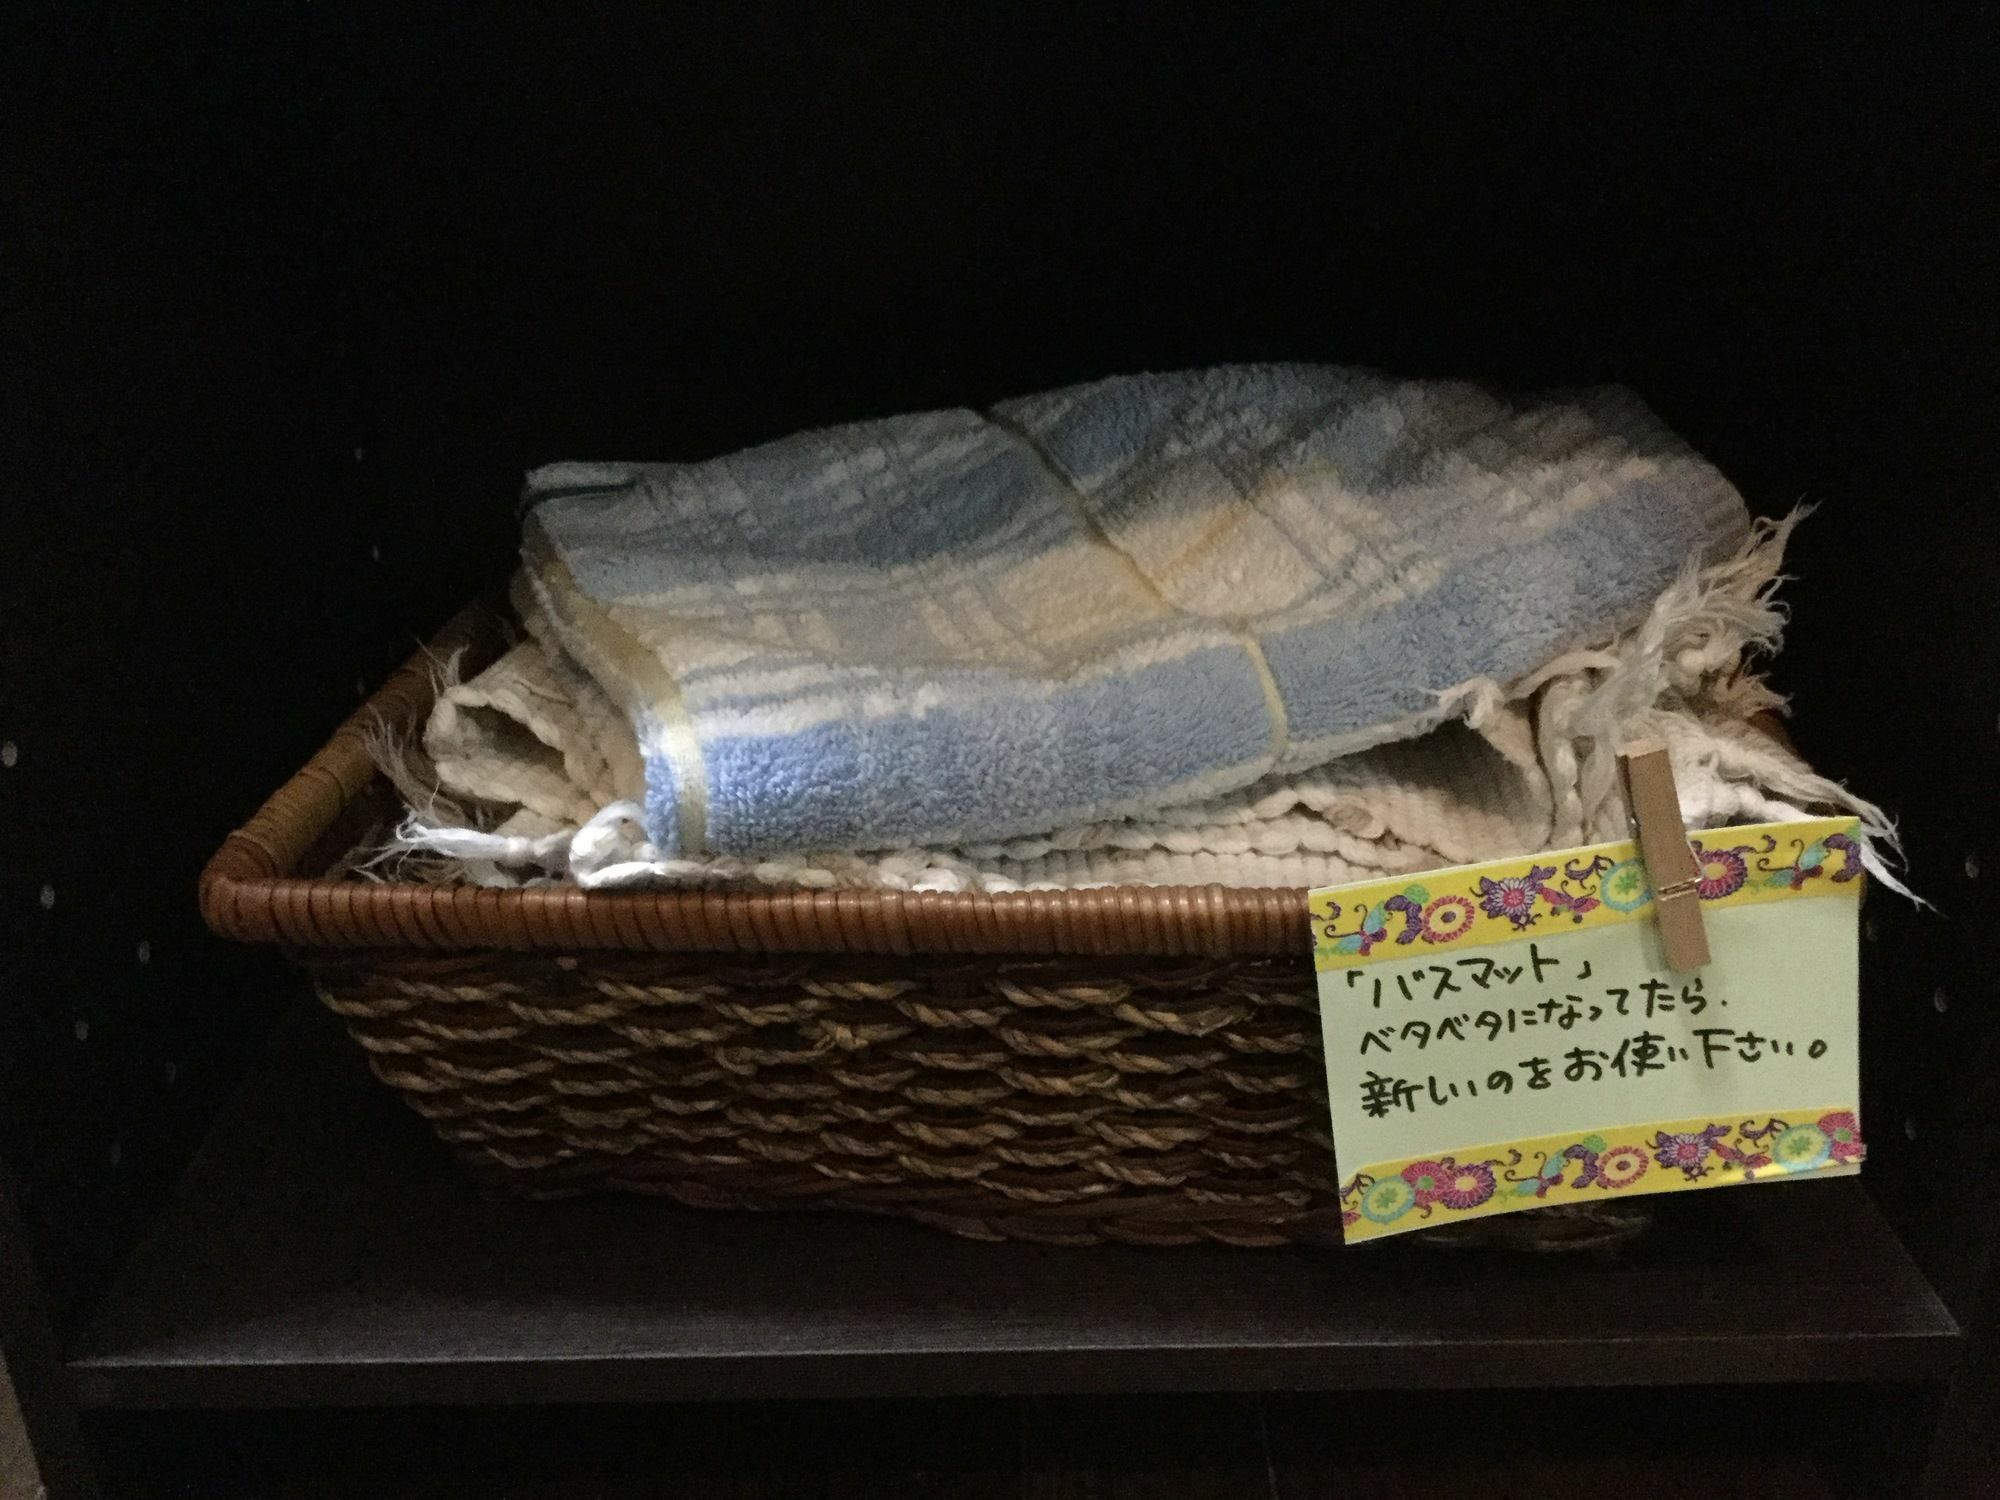 「バスマット」
ベタベタになってたら.
新しいのをお使い下さい。